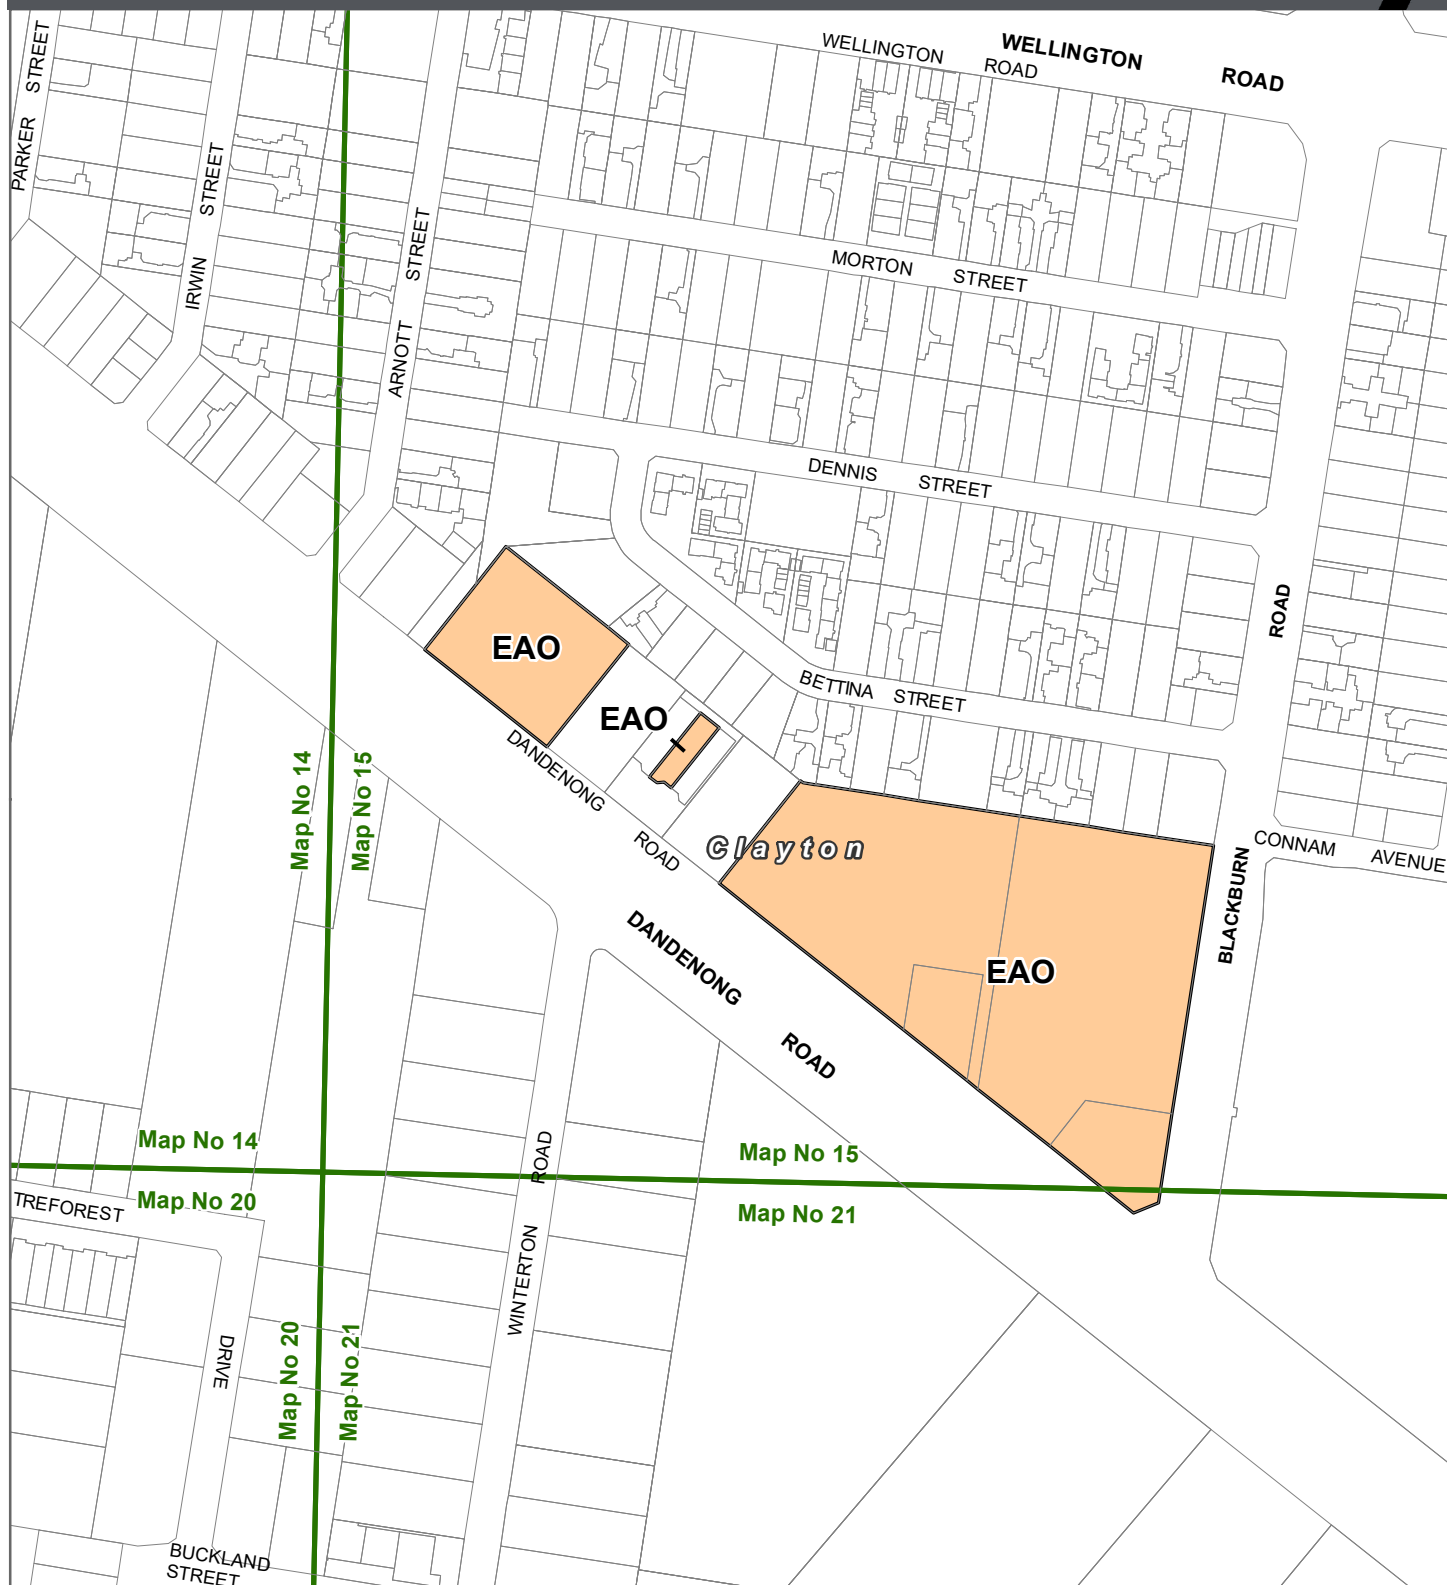 WELLINGTON ROAD
WELLINGTON ROAD
PARKER STREET
IRWIN STREET
ARNOTT STREET
MORTON STREET
DENNIS STREET
ROAD
EAO
BETTINA STREET
EAO
DANDENONG ROAD
Map No 14
Map No 15
Clayton
CONNAM AVENUE
BLACKBURN
DANDENONG ROAD
EAO
Map No 14
Map No 15
Map No 20
Map No 21
TREFOREST
DRIVE
WINTERTON ROAD
Map No 20
Map No 21
BUCKLAND
STREET